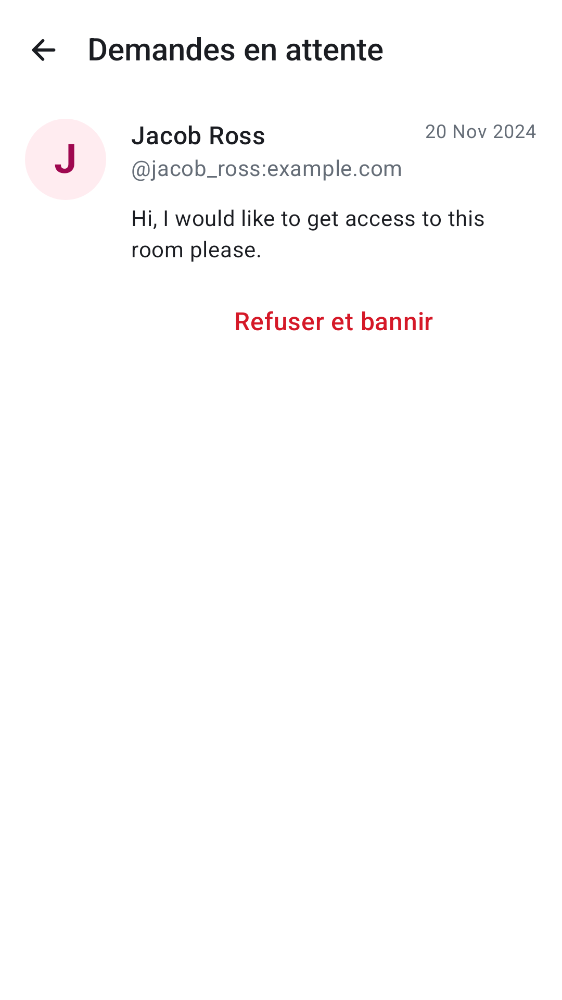 Demandes en attente
J
Jacob Ross
20 Nov 2024
@jacob_ross:example.com
Hi, I would like to get access to this
room please.
Refuser et bannir